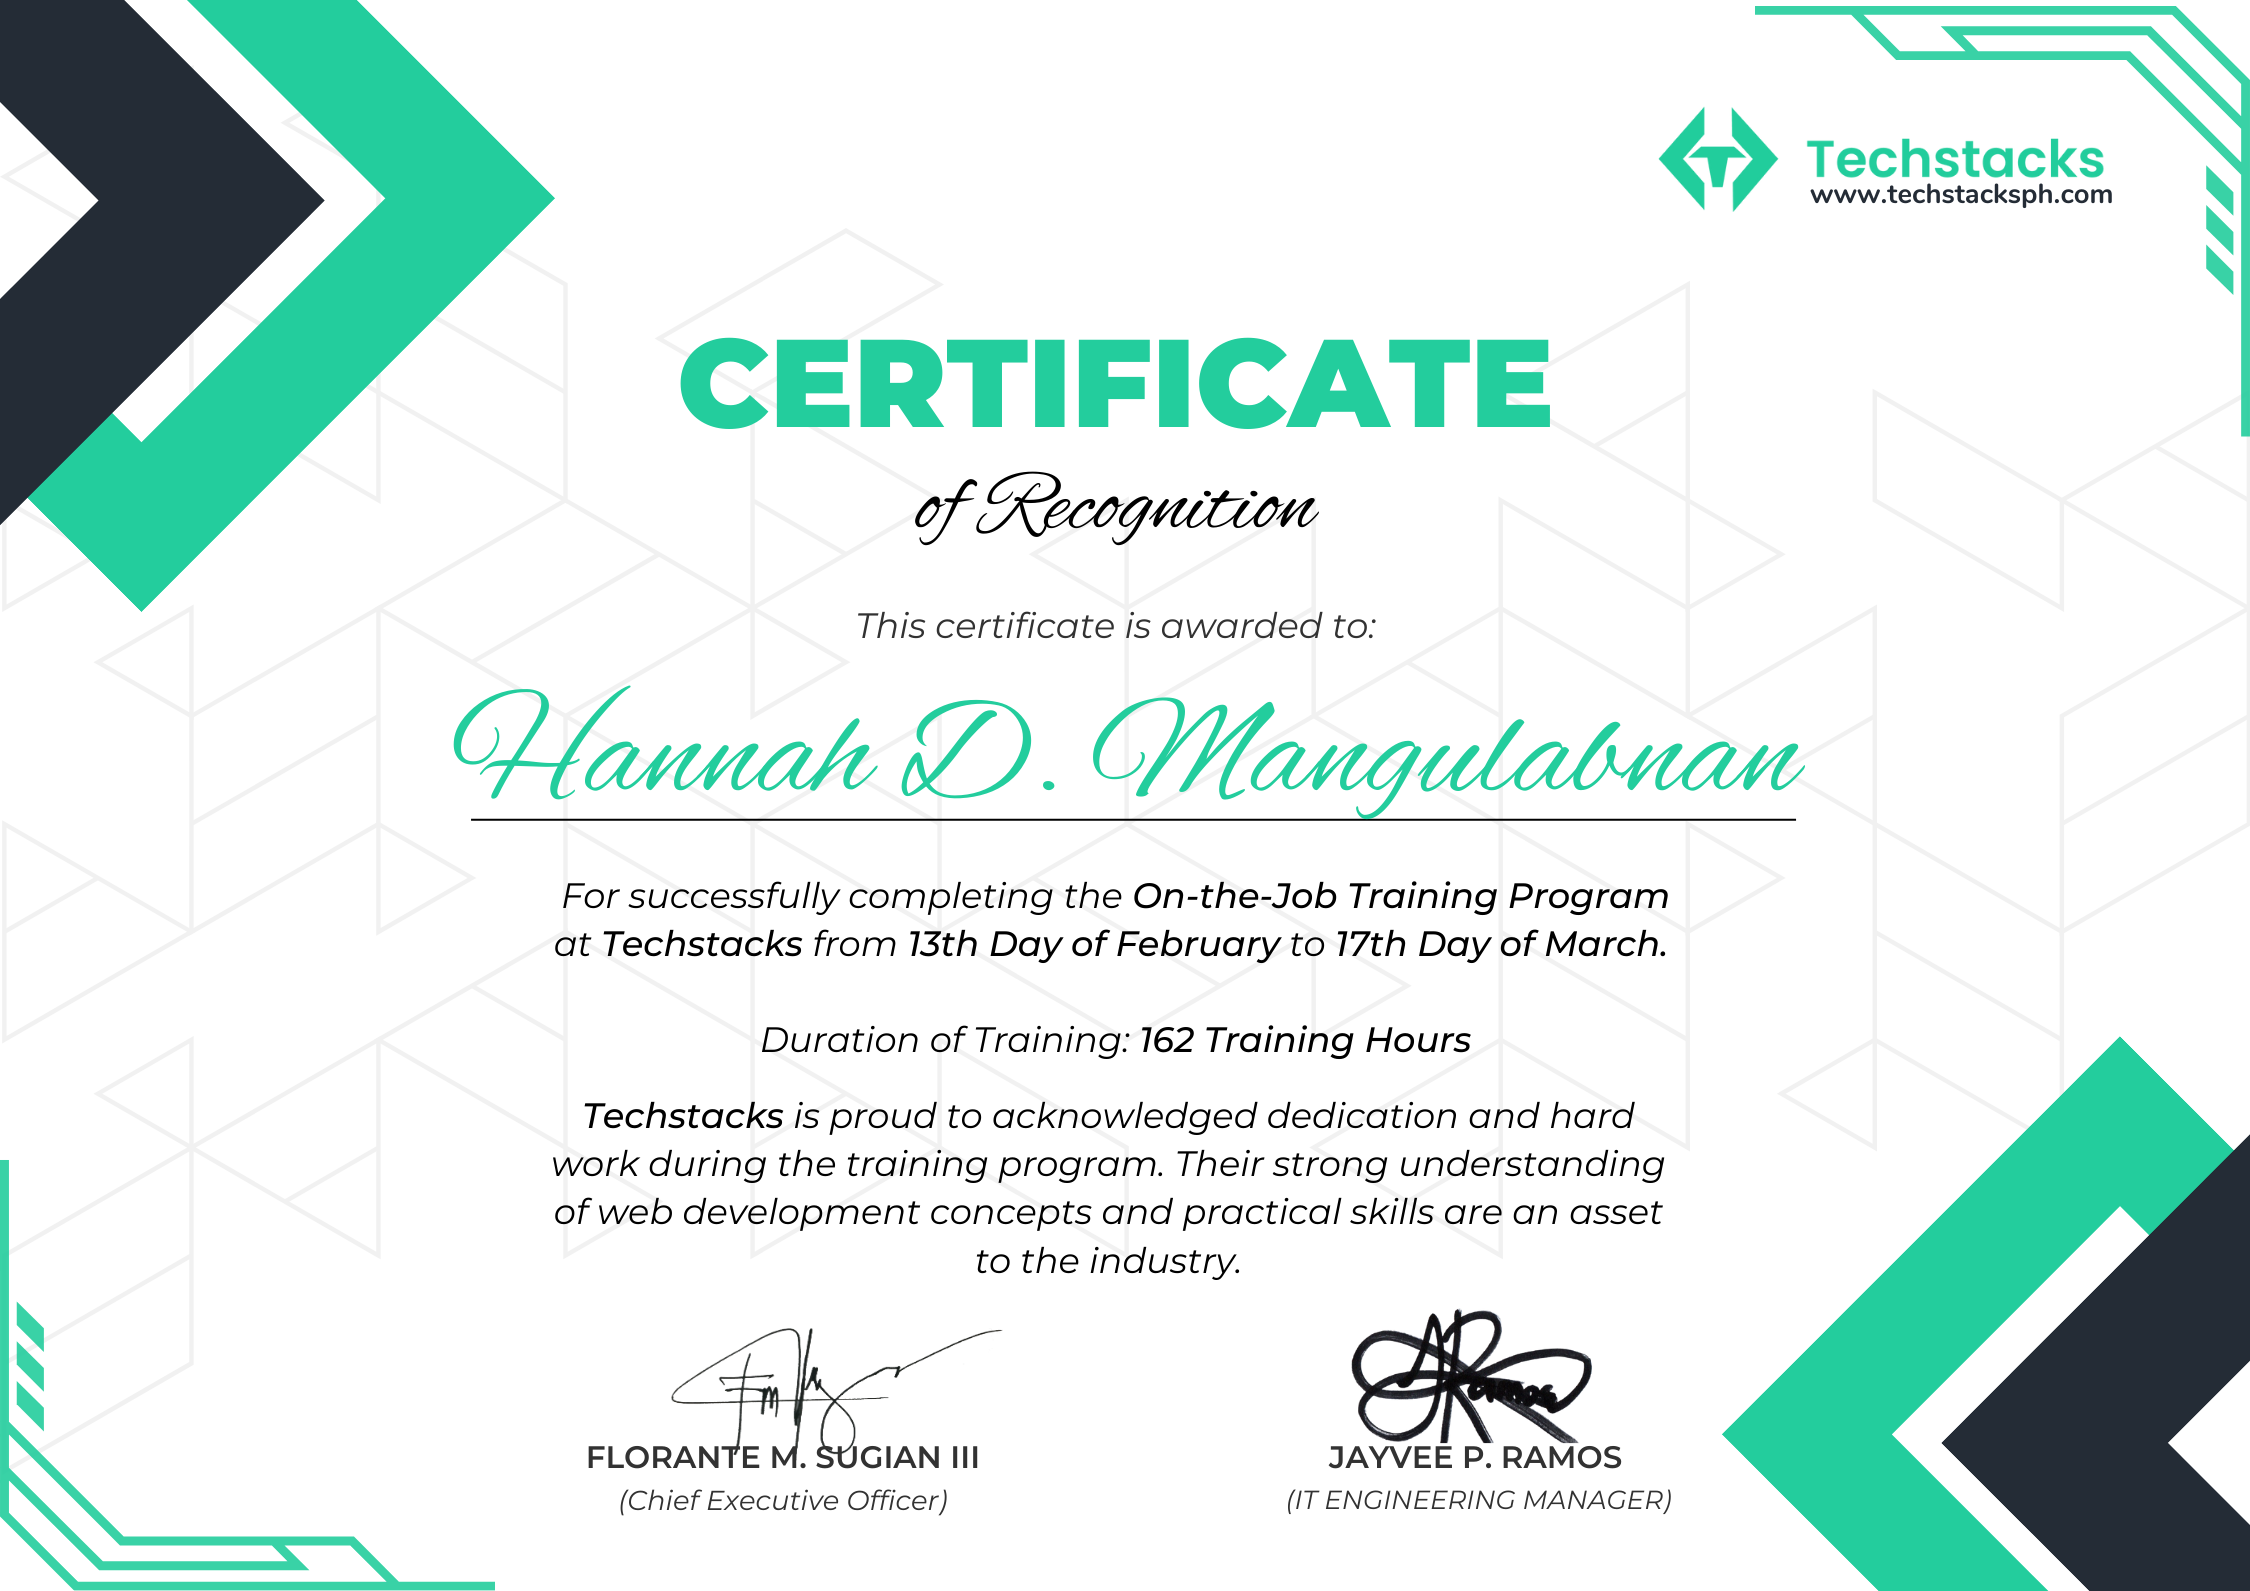 Techstacks
www.techstacksph.com
CERTIFICATE
of Recognition
This certificate is awarded to:
Hannah D. Mangulabnan
For successfully completing the On-the-Job Training Program
at Techstacks from 13th Day of February to 17th Day of March.
Duration of Training: 162 Training Hours
Techstacks is proud to acknowledged dedication and hard
work during the training program. Their strong understanding
of web development concepts and practical skills are an asset
to the industry.
FLORANTE M. SUGIAN III
(Chief Executive Officer)
JAYVEE P. RAMOS
(IT ENGINEERING MANAGER)